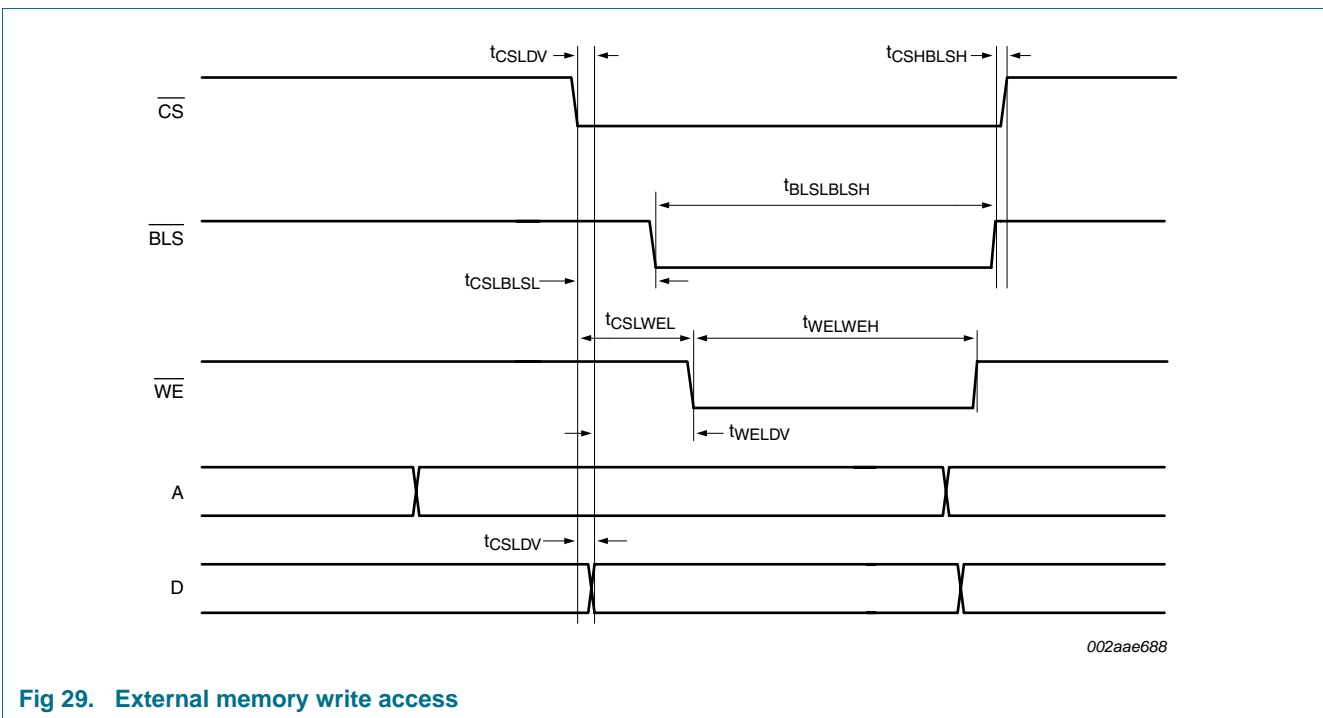 tCSLDV
tCSHBLSH
CS
tBLSLBLSH
BLS
tCSLBLSL
tCSLWEL
tWELWEH
WE
tWELDV
A
tCSLDV
D
002aae688
Fig 29. External memory write access